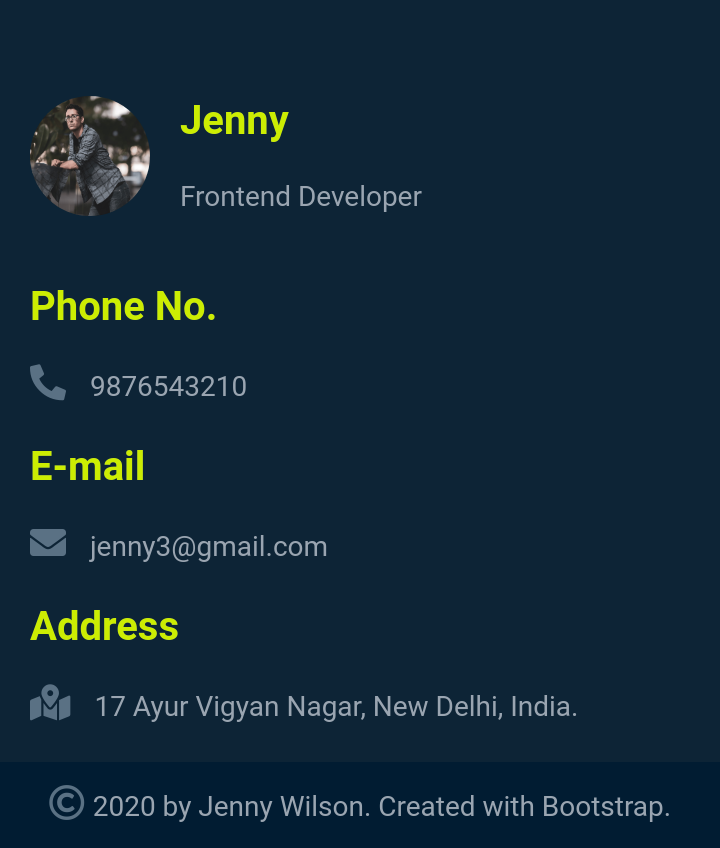 Jenny
Frontend Developer
Phone No.
9876543210
E-mail
jenny3@gmail.com
Address
17 Ayur Vigyan Nagar, New Delhi, India.
© 2020 by Jenny Wilson. Created with Bootstrap.